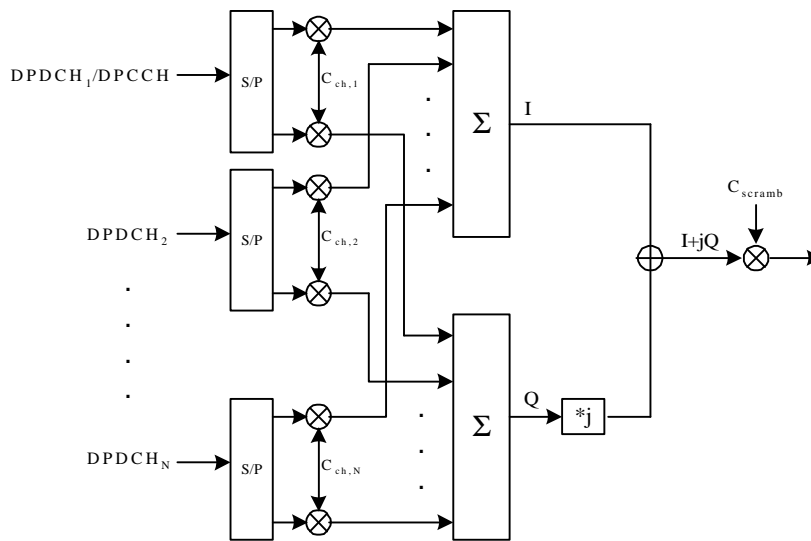 DPDCH1/DPCCH
S/P
Cch,1
Σ
I
DPDCH2
S/P
Cch,2
Cscramb
I+jQ
DPDCHN
S/P
Cch,N
Σ
Q
*j